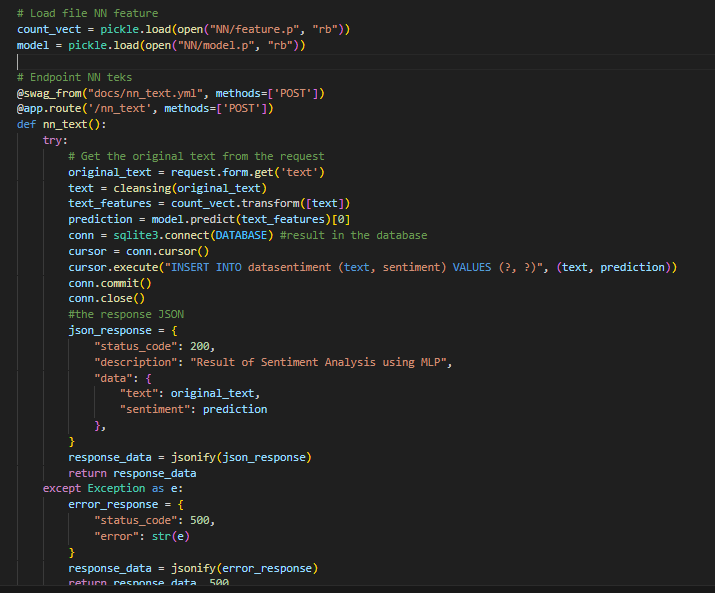 # Load file NN feature
count_vect = pickle.load(open("NN/feature.p", "rb"))
model = pickle.load(open("NN/model.p", "rb"))
# Endpoint NN teks
@swag_from("docs/nn_text.yml", methods=['POST'])
@app.route('/nn_text', methods=['POST'])
def nn_text():
    try:
        # Get the original text from the request
        original_text = request.form.get('text')
        text = cleansing(original_text)
        text_features = count_vect.transform([text])
        prediction = model.predict(text_features)[0]
        conn = sqlite3.connect(DATABASE) #result in the database
        cursor = conn.cursor()
        cursor.execute("INSERT INTO datasentiment (text, sentiment) VALUES (?, ?)", (text, prediction))
        conn.commit()
        conn.close()
        #the response JSON
        json_response = {
            "status_code": 200,
            "description": "Result of Sentiment Analysis using MLP",
            "data": {
                "text": original_text,
                "sentiment": prediction
            },
        }
        response_data = jsonify(json_response)
        return response_data
    except Exception as e:
        error_response = {
            "status_code": 500,
            "error": str(e)
        }
        response_data = jsonify(error_response)
        return response_data, 500